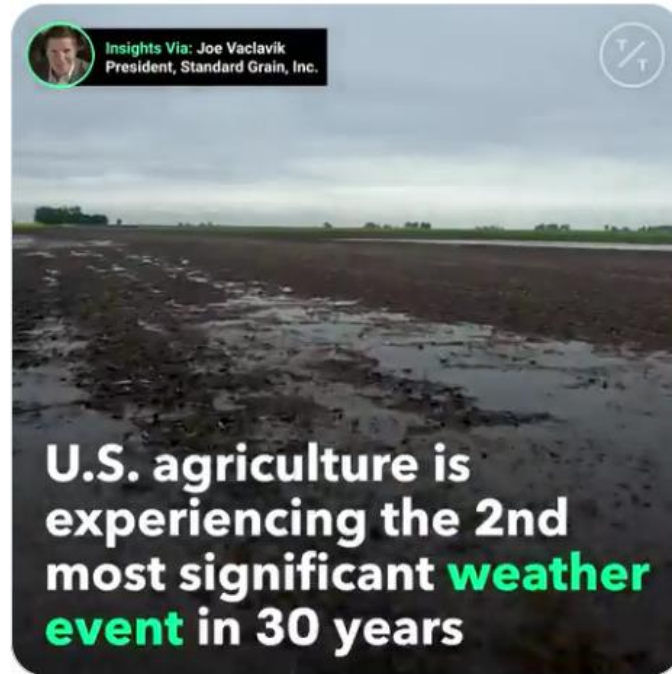 Insights Via: Joe Vaclavik
President, Standard Grain, Inc.
T/T
U.S. agriculture is
experiencing the 2nd
most significant weather
event in 30 years